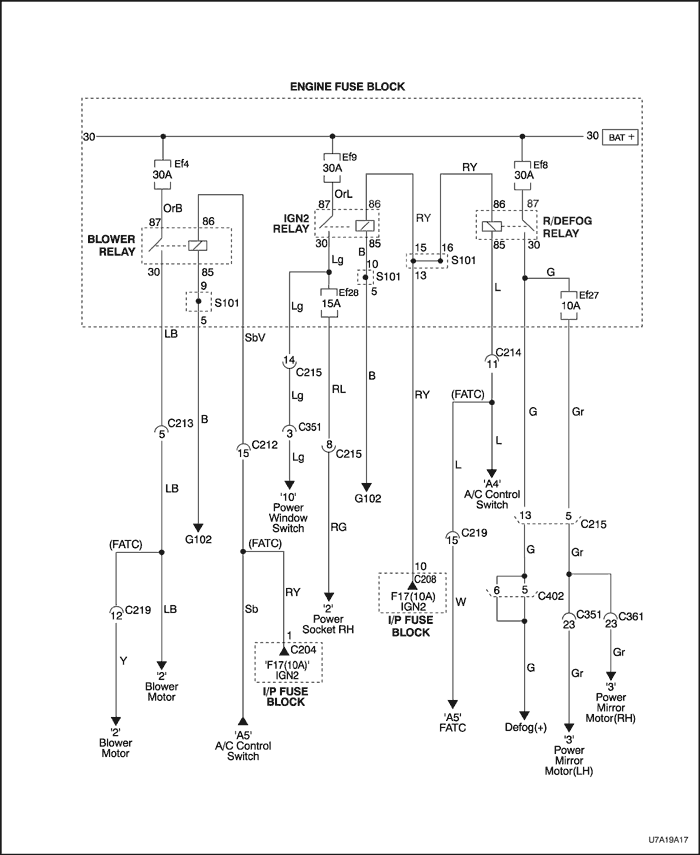 ENGINE FUSE BLOCK
30
30
BAT +
Ef4
30A
Ef9
30A
Ef8
30A
RY
OrB
OrL
87
86
87
86
86
87
BLOWER
RELAY
IGN2
RELAY
RY
R/DEFOG
RELAY
30
85
30
85
85
30
Lg
B
15
16
S101
13
9
S101
5
10
S101
5
G
Ef28
15A
Ef27
10A
L
Lg
LB
SbV
14
C215
C214
11
Lg
RL
B
RY
(FATC)
G
Gr
B
C213
5
C351
3
8
C215
C212
15
Lg
L
L
LB
'10'
Power
Window
Switch
G102
'A4'
A/C Control
Switch
RG
13
5
C215
G102
C219
15
(FATC)
(FATC)
G
Gr
10
C208
F17(10A)
IGN2
I/P FUSE
BLOCK
RY
C219
12
LB
Sb
'2'
Power
Socket RH
W
6
5
C402
C351
23
C361
23
1
C204
'F17(10A)'
IGN2
I/P FUSE
BLOCK
Y
'2'
Blower
Motor
G
Gr
Gr
'3'
Power
Mirror
Motor(RH)
'2'
Blower
Motor
'A5'
A/C Control
Switch
'A5'
FATC
Defog(+)
'3'
Power
Mirror
Motor(LH)
U7A19A17